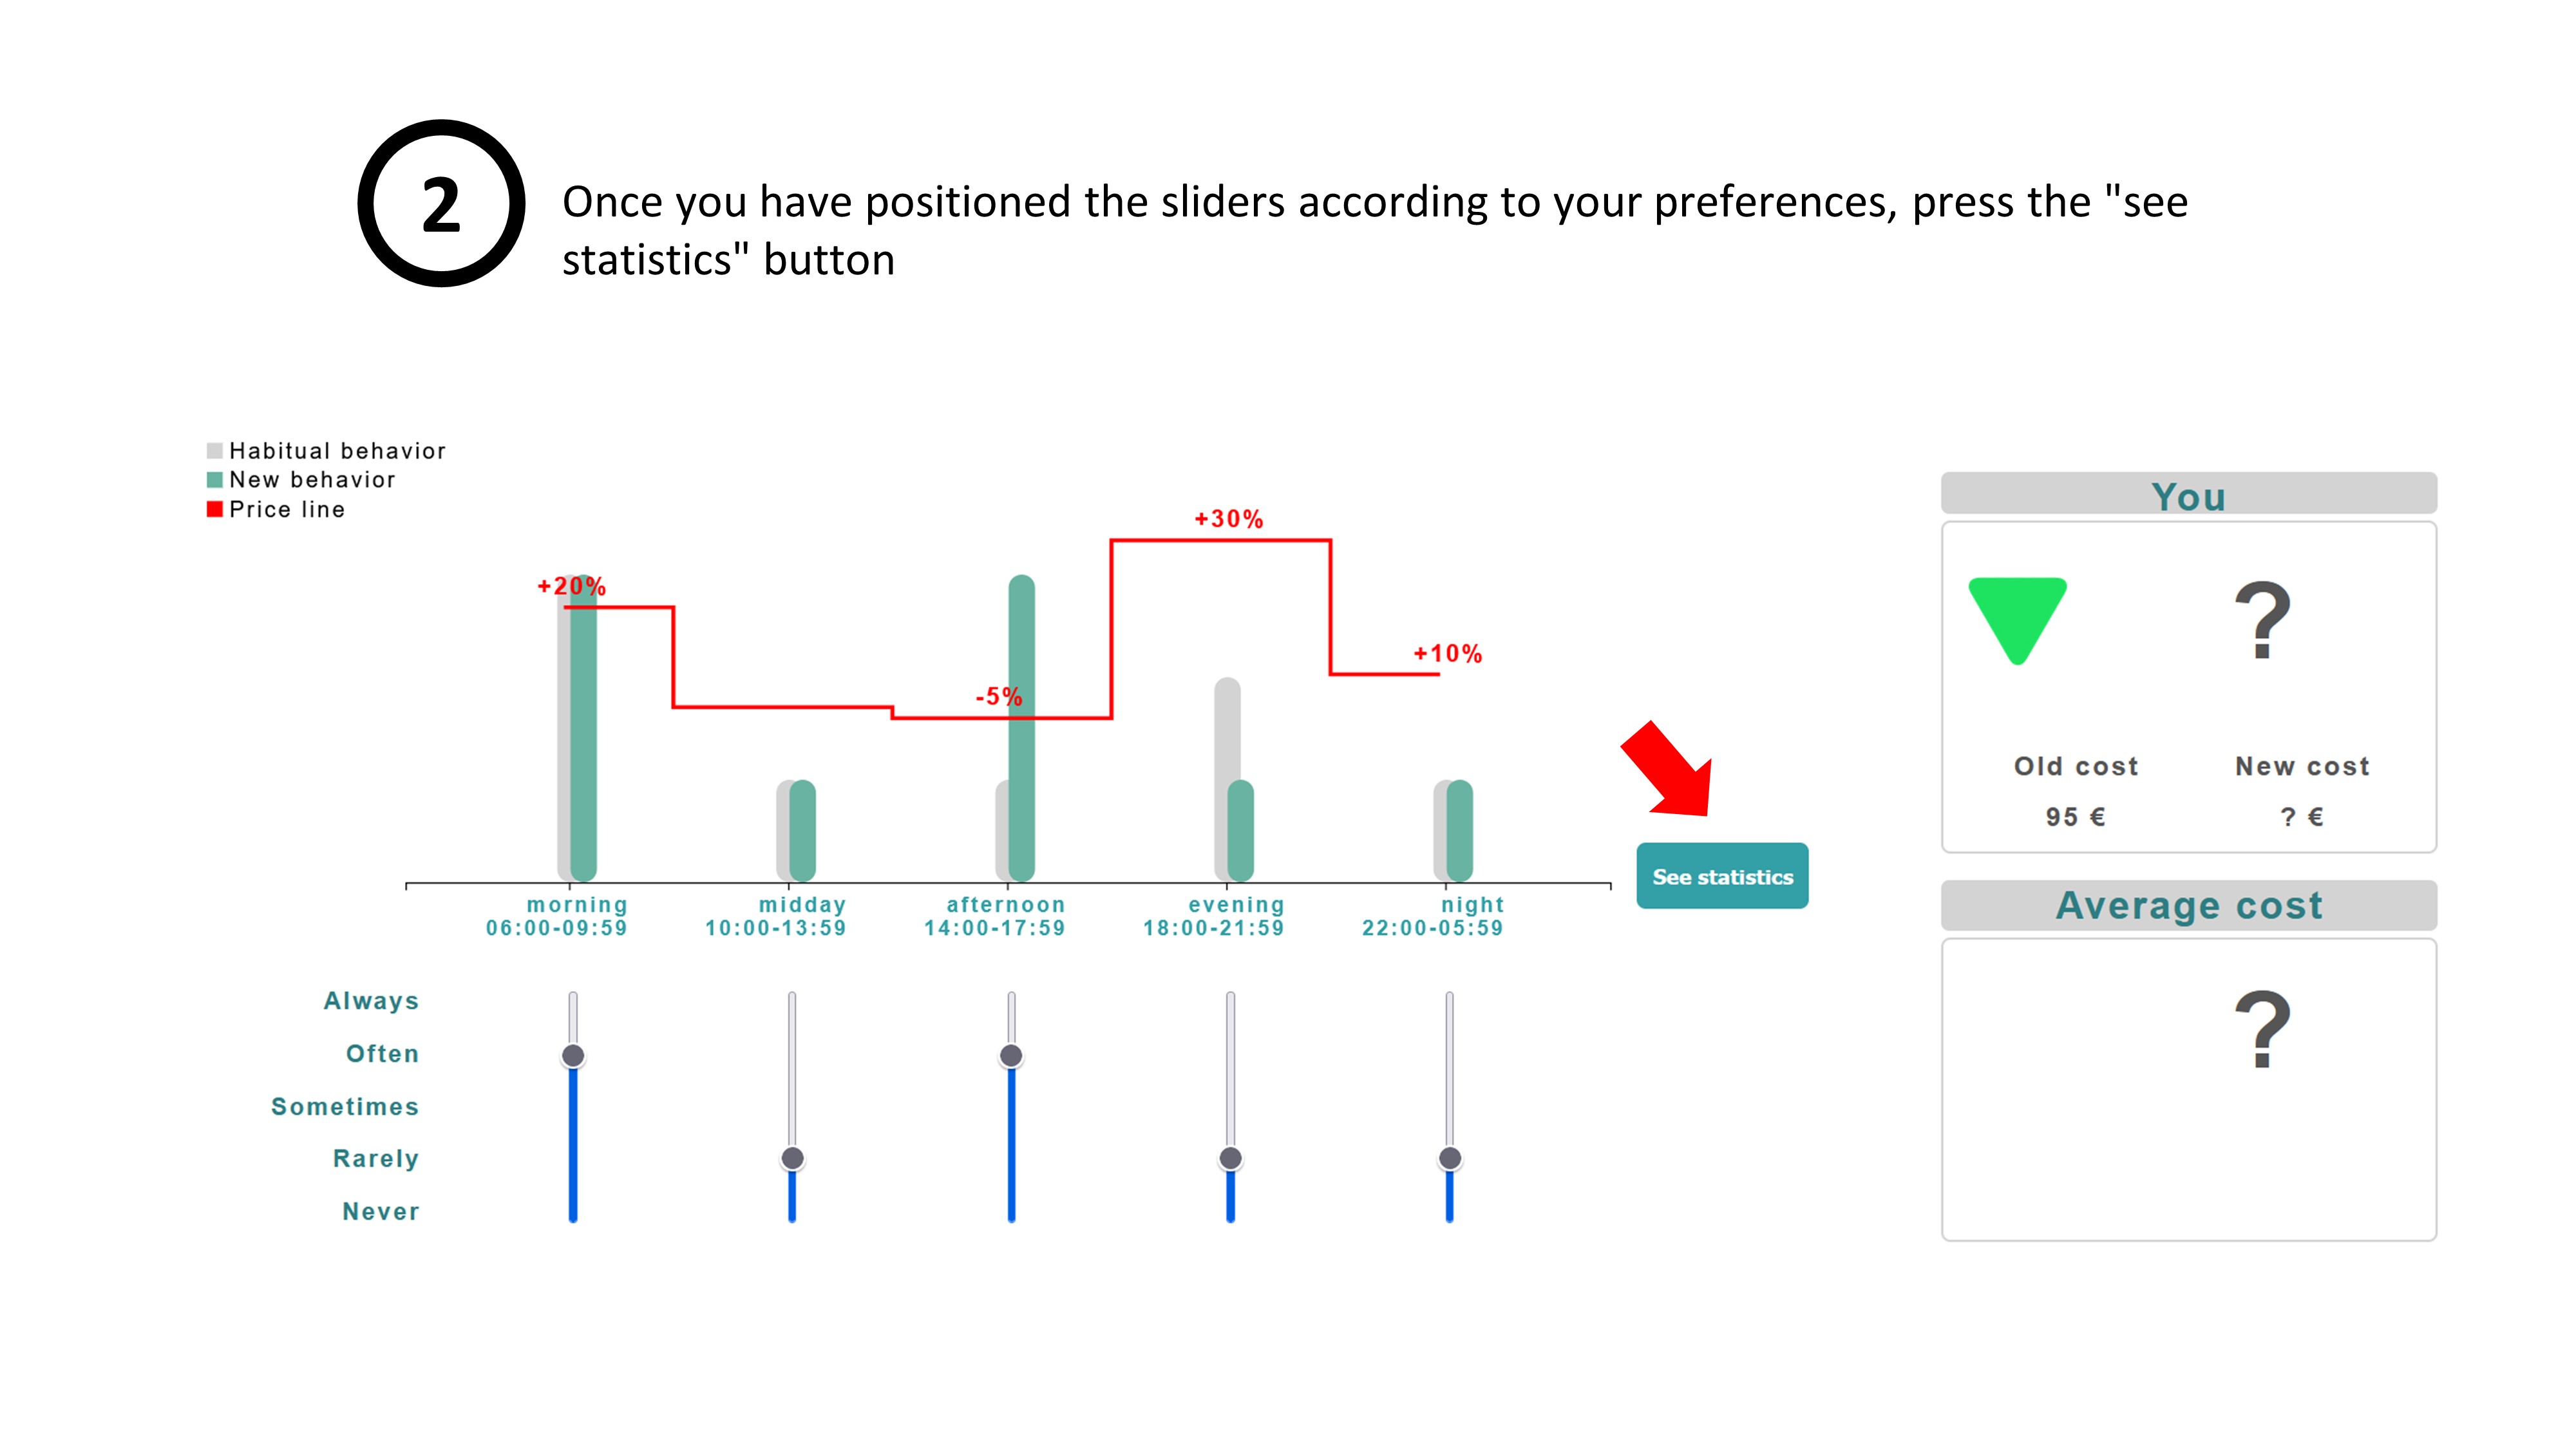 2
Once you have positioned the sliders according to your preferences, press the "see
statistics" button
Habitual behavior
New behavior
Price line
+20%
-5%
+30%
+10%
morning
06:00-09:59
midday
10:00-13:59
afternoon
14:00-17:59
evening
18:00-21:59
night
22:00-05:59
See statistics
Always
Often
Sometimes
Rarely
Never
You
?
Old cost
New cost
95 €
? €
Average cost
?